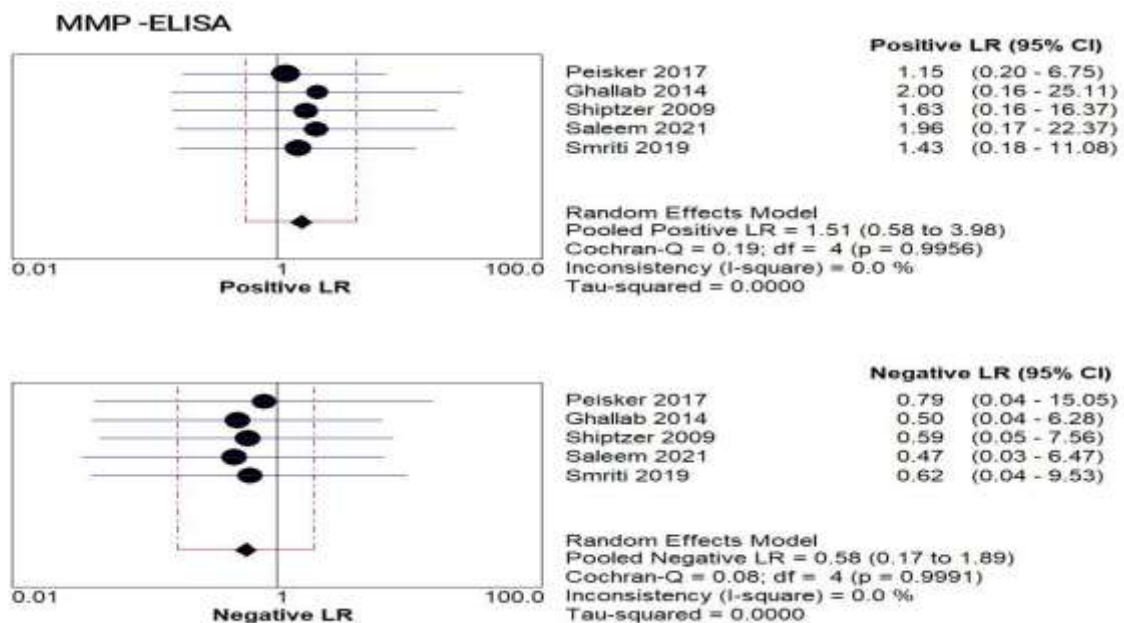 MMP -ELISA
Positive LR (95% CI)
Peisker 2017 1.15 (0.20 - 6.75)
Ghallab 2014 2.00 (0.16 - 25.11)
Shiptzer 2009 1.63 (0.16 - 16.37)
Saleem 2021 1.96 (0.17 - 22.37)
Smriti 2019 1.43 (0.18 - 11.08)
Random Effects Model
Pooled Positive LR = 1.51 (0.58 to 3.98)
Cochran-Q = 0.19; df = 4 (p = 0.9956)
Inconsistency (I-square) = 0.0 %
Tau-squared = 0.0000
0.01 1 100.0
Positive LR
Negative LR (95% CI)
Peisker 2017 0.79 (0.04 - 15.05)
Ghallab 2014 0.50 (0.04 - 6.28)
Shiptzer 2009 0.59 (0.05 - 7.56)
Saleem 2021 0.47 (0.03 - 6.47)
Smriti 2019 0.62 (0.04 - 9.53)
Random Effects Model
Pooled Negative LR = 0.58 (0.17 to 1.89)
Cochran-Q = 0.08; df = 4 (p = 0.9991)
Inconsistency (I-square) = 0.0 %
Tau-squared = 0.0000
0.01 1 100.0
Negative LR